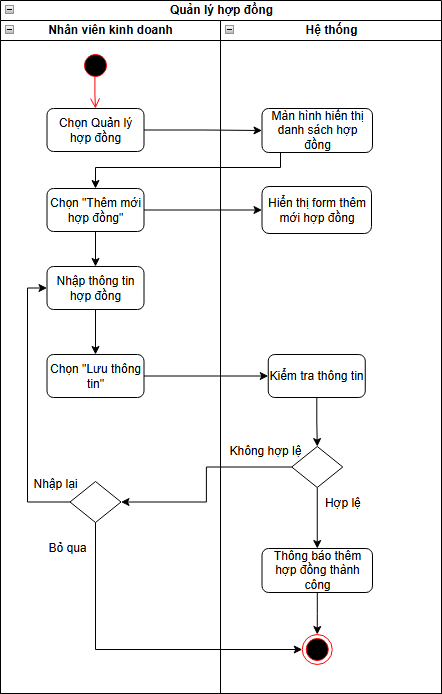 Quản lý hợp đồng
Nhân viên kinh doanh
Hệ thống
Chọn Quản lý
hợp đồng
Màn hình hiển thị
danh sách hợp
đồng
Chọn "Thêm mới
hợp đồng"
Hiển thị form thêm
mới hợp đồng
Nhập thông tin
hợp đồng
Chọn "Lưu thông
tin"
Kiểm tra thông tin
Không hợp lệ
Nhập lại
Hợp lệ
Bỏ qua
Thông báo thêm
hợp đồng thành
công